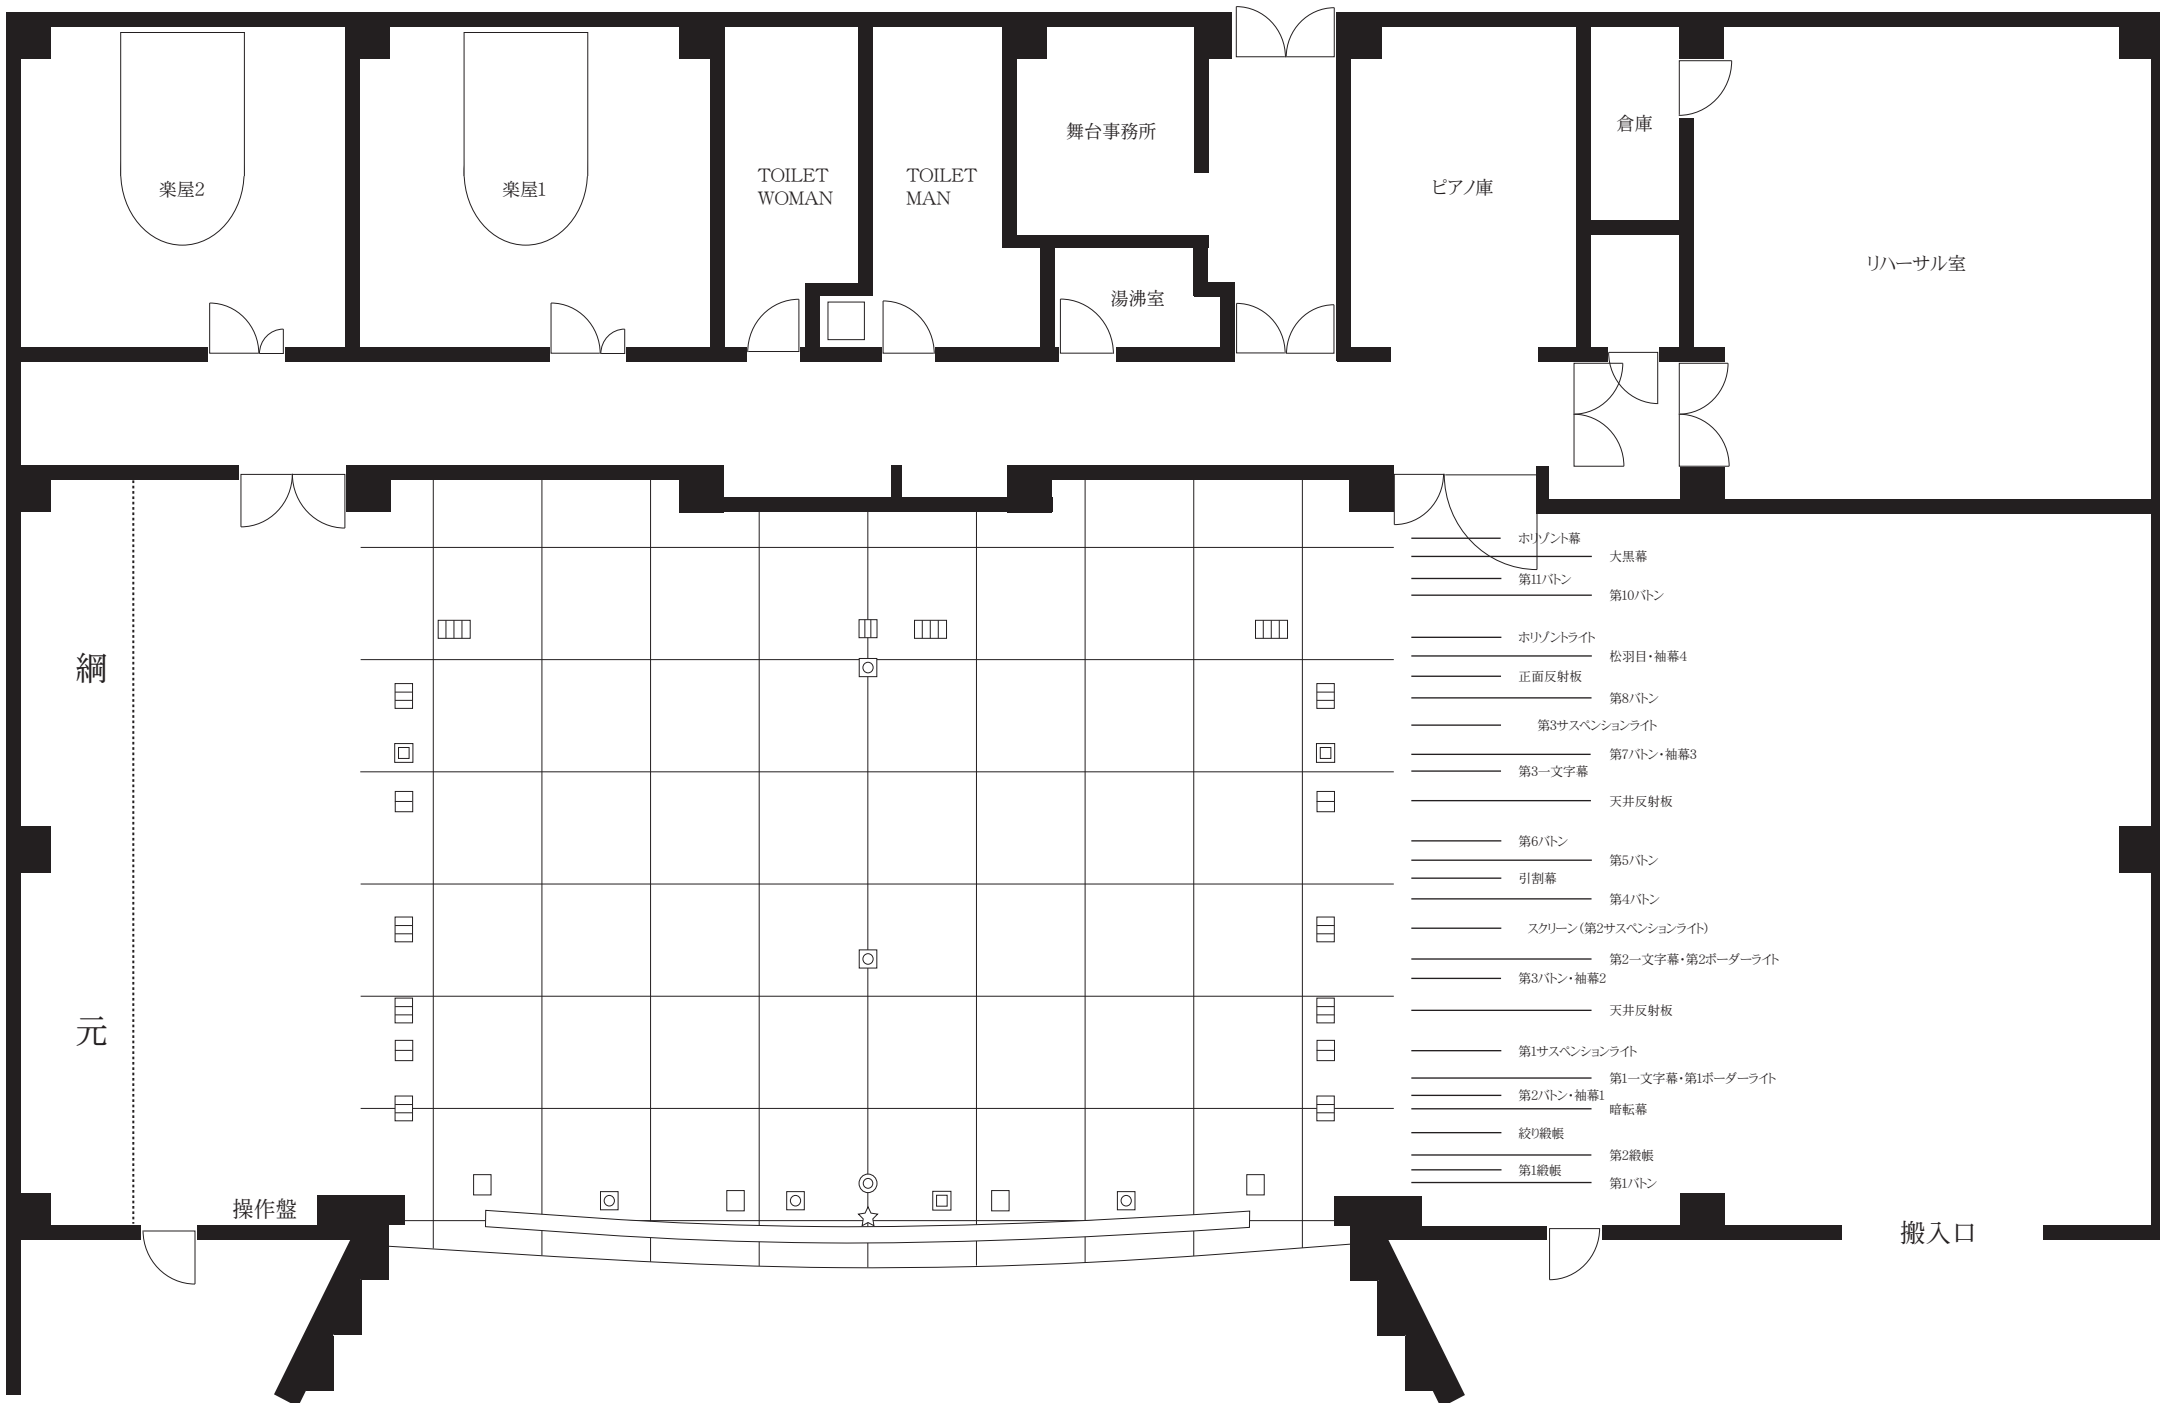 舞台事務所
倉庫
楽屋2
楽屋1
TOILET
WOMAN
TOILET
MAN
ピアノ庫
リハーサル室
湯沸室
綱
元
操作盤
ホリゾント幕
大黒幕
第11バトン
第10バトン
ホリゾントライト
松羽目・袖幕4
正面反射板
第8バトン
第3サスペンションライト
第7バトン・袖幕3
第3一文字幕
天井反射板
第6バトン
第5バトン
引割幕
第4バトン
スクリーン(第2サスペンションライト)
第2一文字幕・第2ボーダーライト
第3バトン・袖幕2
天井反射板
第1サスペンションライト
第1一文字幕・第1ボーダーライト
第2バトン・袖幕1
暗転幕
絞り緞帳
第2緞帳
第1緞帳
第1バトン
搬入口